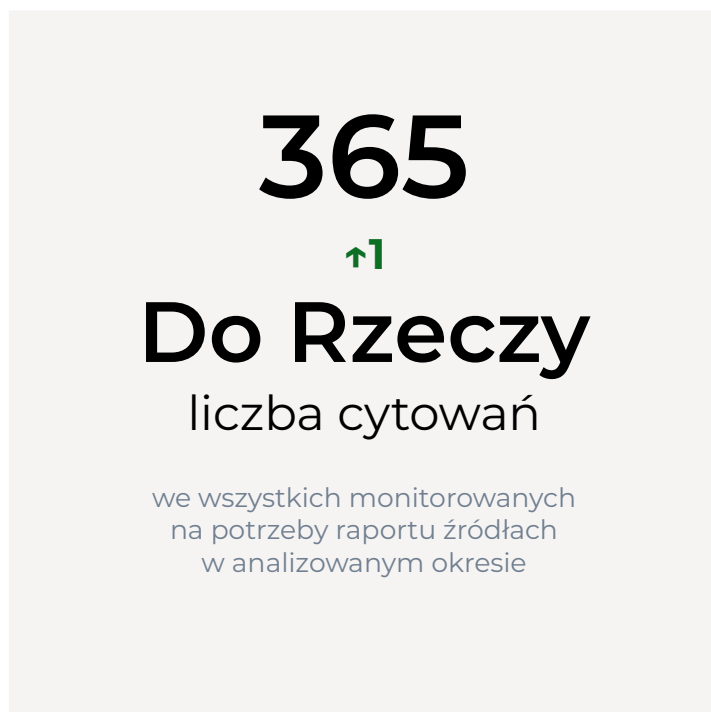 365
↑1
Do Rzeczy
liczba cytowań
we wszystkich monitorowanych
na potrzeby raportu źródłach
w analizowanym okresie